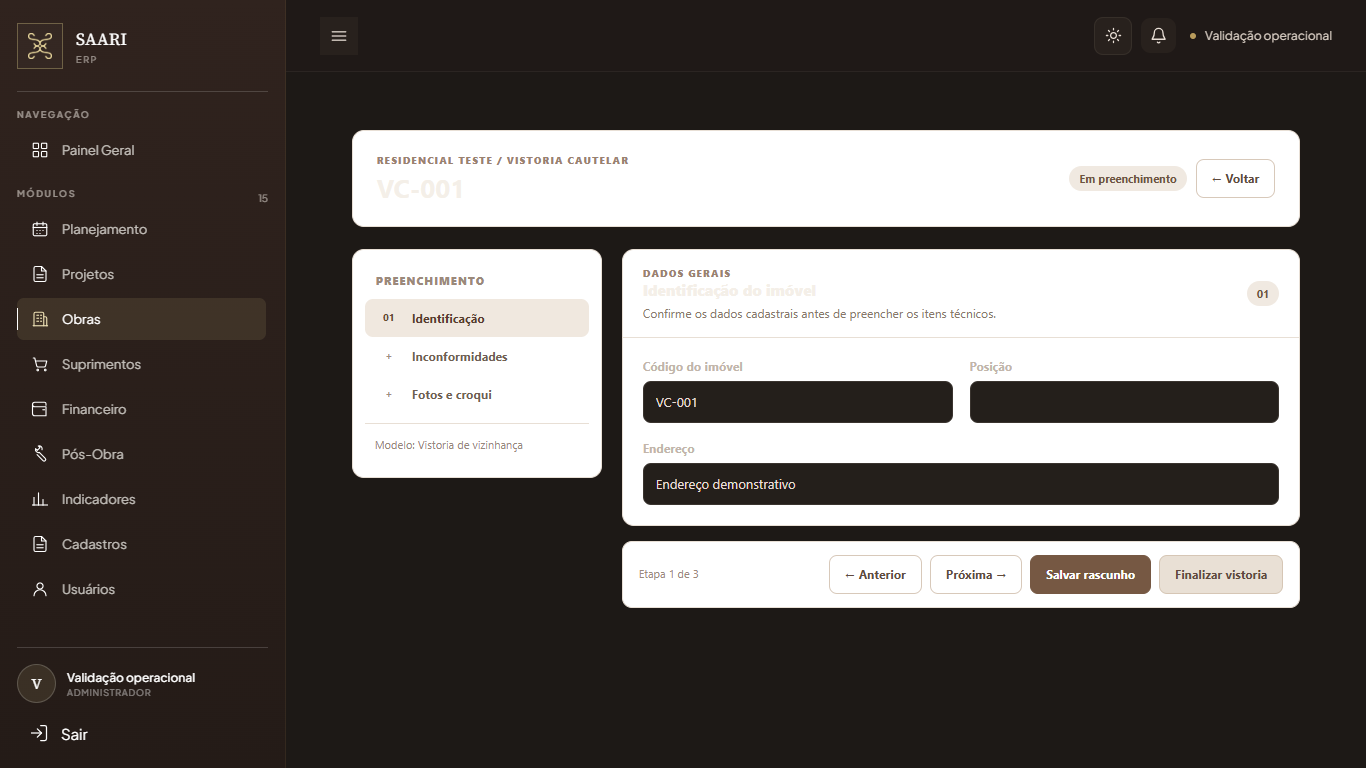 SAARI
ERP
NAVEGAÇÃO
Painel Geral
MÓDULOS
15
Planejamento
Projetos
Obras
Suprimentos
Financeiro
Pós-Obra
Indicadores
Cadastros
Usuários
V
Validação operacional
ADMINISTRADOR
Sair
Validação operacional
RESIDENCIAL TESTE / VISTORIA CAUTELAR
VC-001
Em preenchimento
← Voltar
PREENCHIMENTO
01 Identificação
+ Inconformidades
+ Fotos e croqui
Modelo: Vistoria de vizinhança
DADOS GERAIS
Identificação do imóvel
Confirme os dados cadastrais antes de preencher os itens técnicos.
01
Código do imóvel
Posição
VC-001
Endereço
Endereço demonstrativo
Etapa 1 de 3
← Anterior
Próxima →
Salvar rascunho
Finalizar vistoria